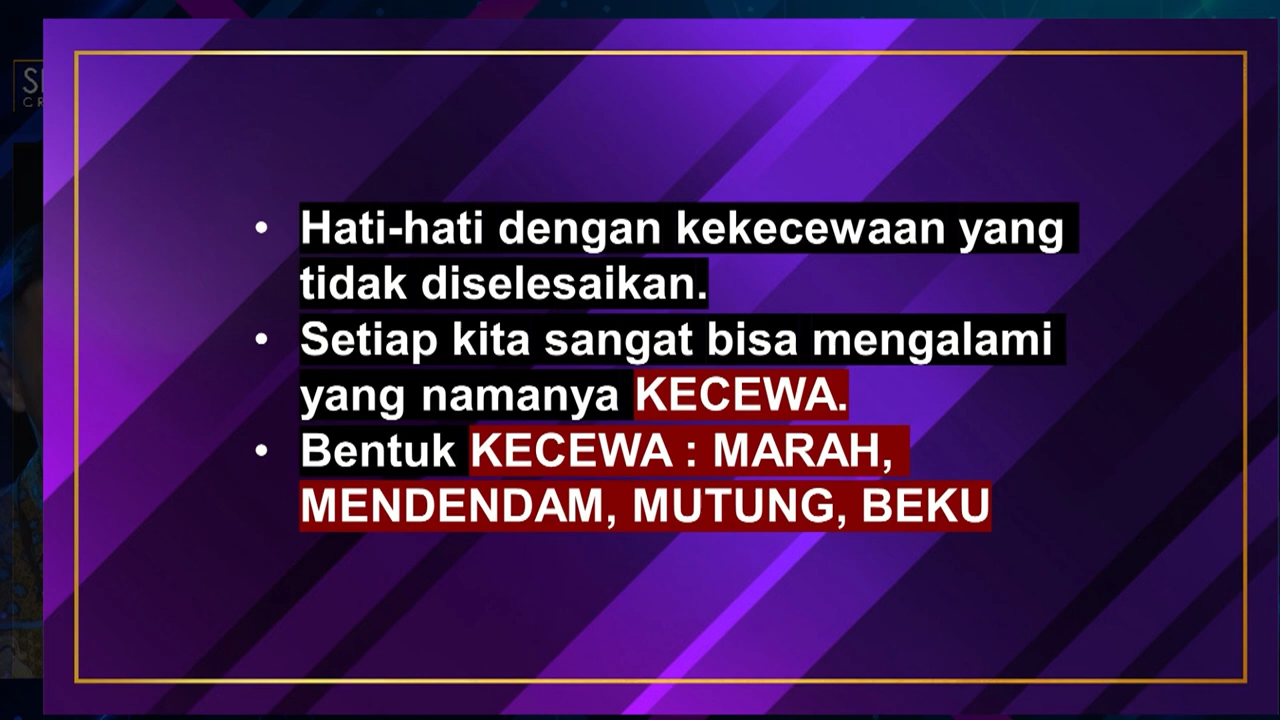 • Hati-hati dengan kekecewaan yang
tidak diselesaikan.
• Setiap kita sangat bisa mengalami
yang namanya KECEWA.
• Bentuk KECEWA : MARAH,
MENDENDAM, MUTUNG, BEKU